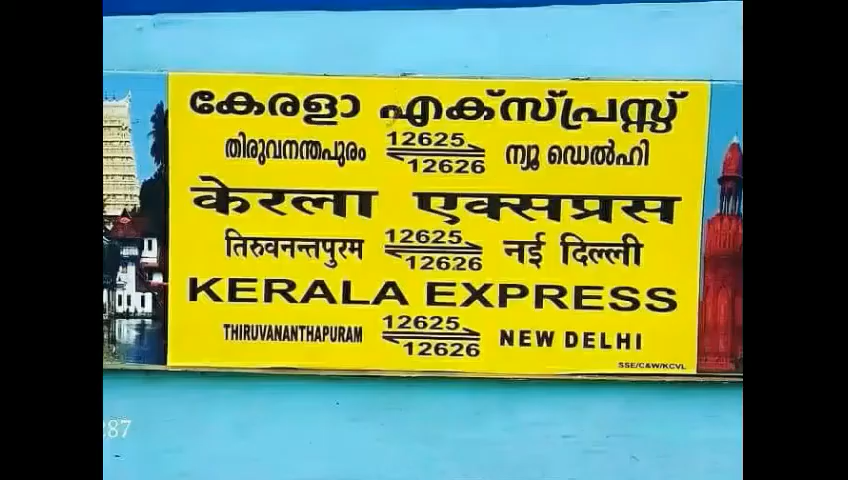 കേരളാ എക്സ്പ്രസ്സ്
തിരുവനന്തപുരം 12625 12626 ന്യൂ ഡെൽഹി
केरला एक्सप्रस
तिरुवनन्तपुरम 12625 12626 नई दिल्ली
KERALA EXPRESS
THIRUVANANTHAPURAM 12625 12626 NEW DELHI
SSE/C&W/KCVL
287